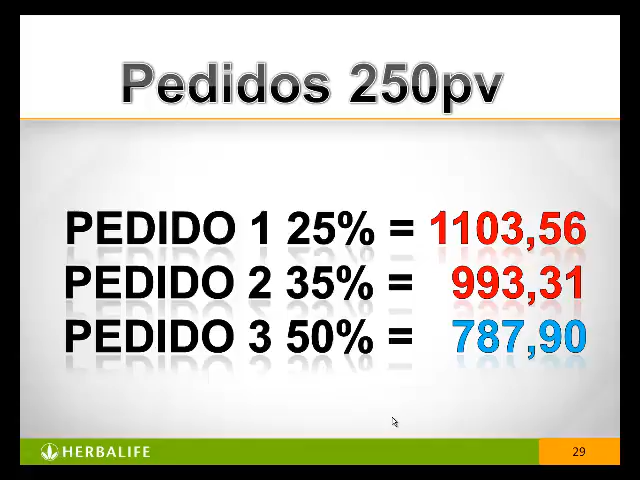 Pedidos 250pv
PEDIDO 1 25% = 1103,56
PEDIDO 2 35% = 993,31
PEDIDO 3 50% = 787,90
HERBALIFE
29